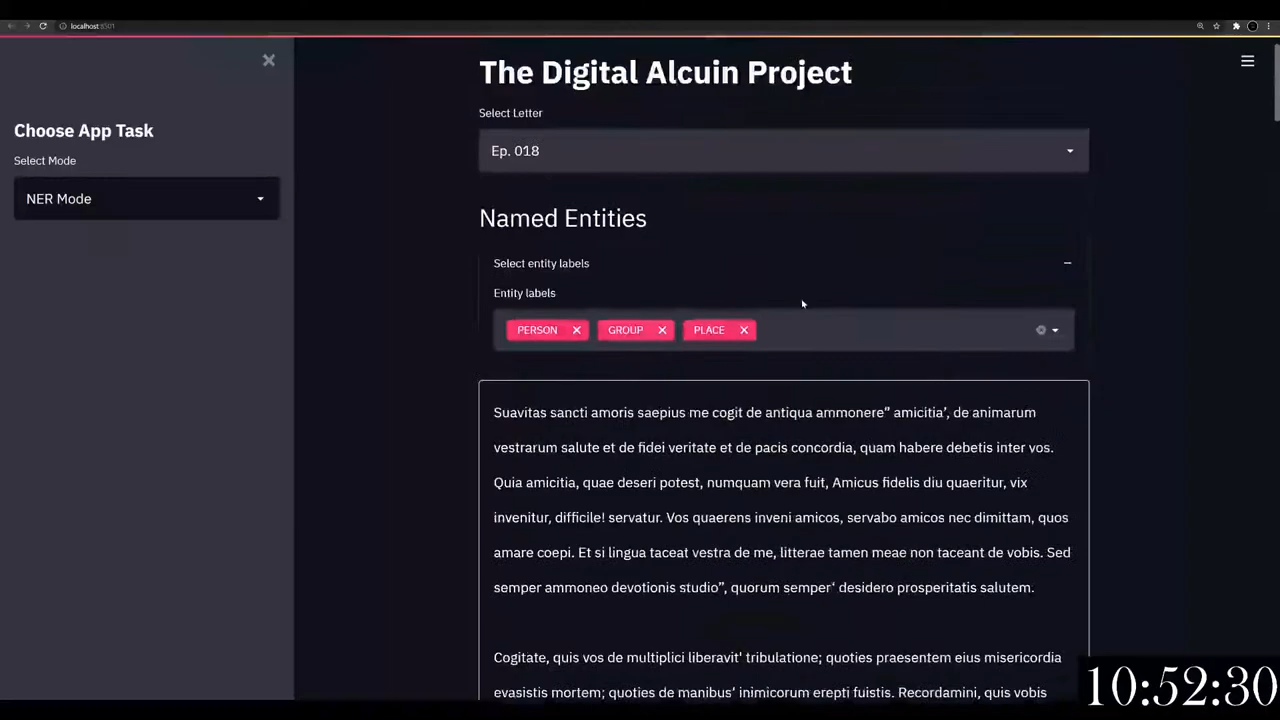 localhost:8501
The Digital Alcuin Project
Choose App Task
Select Mode
NER Mode
Select Letter
Ep. 018
Named Entities
Select entity labels
Entity labels
PERSON GROUP PLACE
Suavitas sancti amoris saepius me cogit de antiqua ammonere” amicitia’, de animarum
vestrarum salute et de fidei veritate et de pacis concordia, quam habere debetis inter vos.
Quia amicitia, quae deseri potest, numquam vera fuit, Amicus fidelis diu quaeritur, vix
invenitur, difficile! servatur. Vos quaerens inveni amicos, servabo amicos nec dimittam, quos
amare coepi. Et si lingua taceat vestra de me, litterae tamen meae non taceant de vobis. Sed
semper ammoneo devotionis studio”, quorum semper‘ desidero prosperitatis salutem.
Cogitate, quis vos de multiplici liberavit' tribulatione; quoties praesentem eius misericordia
evasistis mortem; quoties de manibus‘ inimicorum erepti fuistis. Recordamini, quis vobis
10:52:30